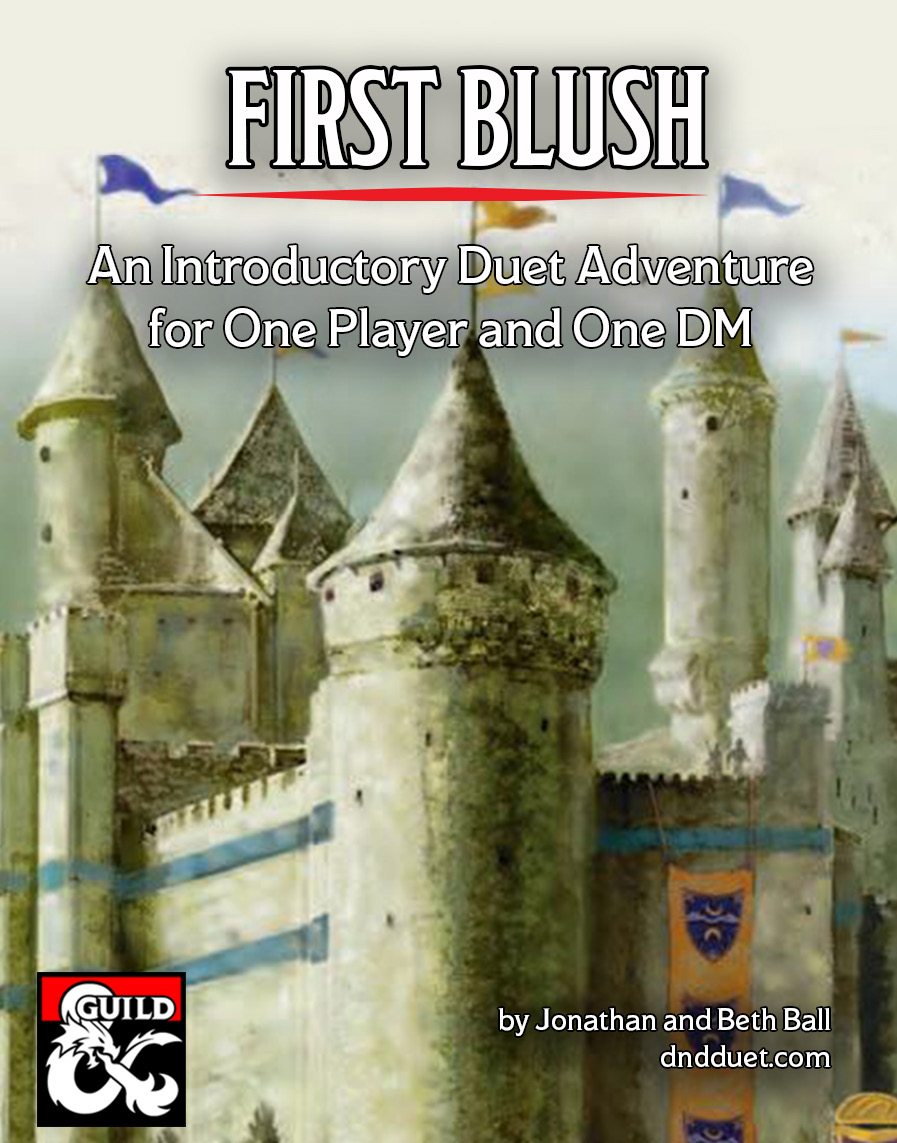 FIRST BLUSH
An Introductory Duet Adventure
for One Player and One DM
GUILD
by Jonathan and Beth Ball
dndduet.com